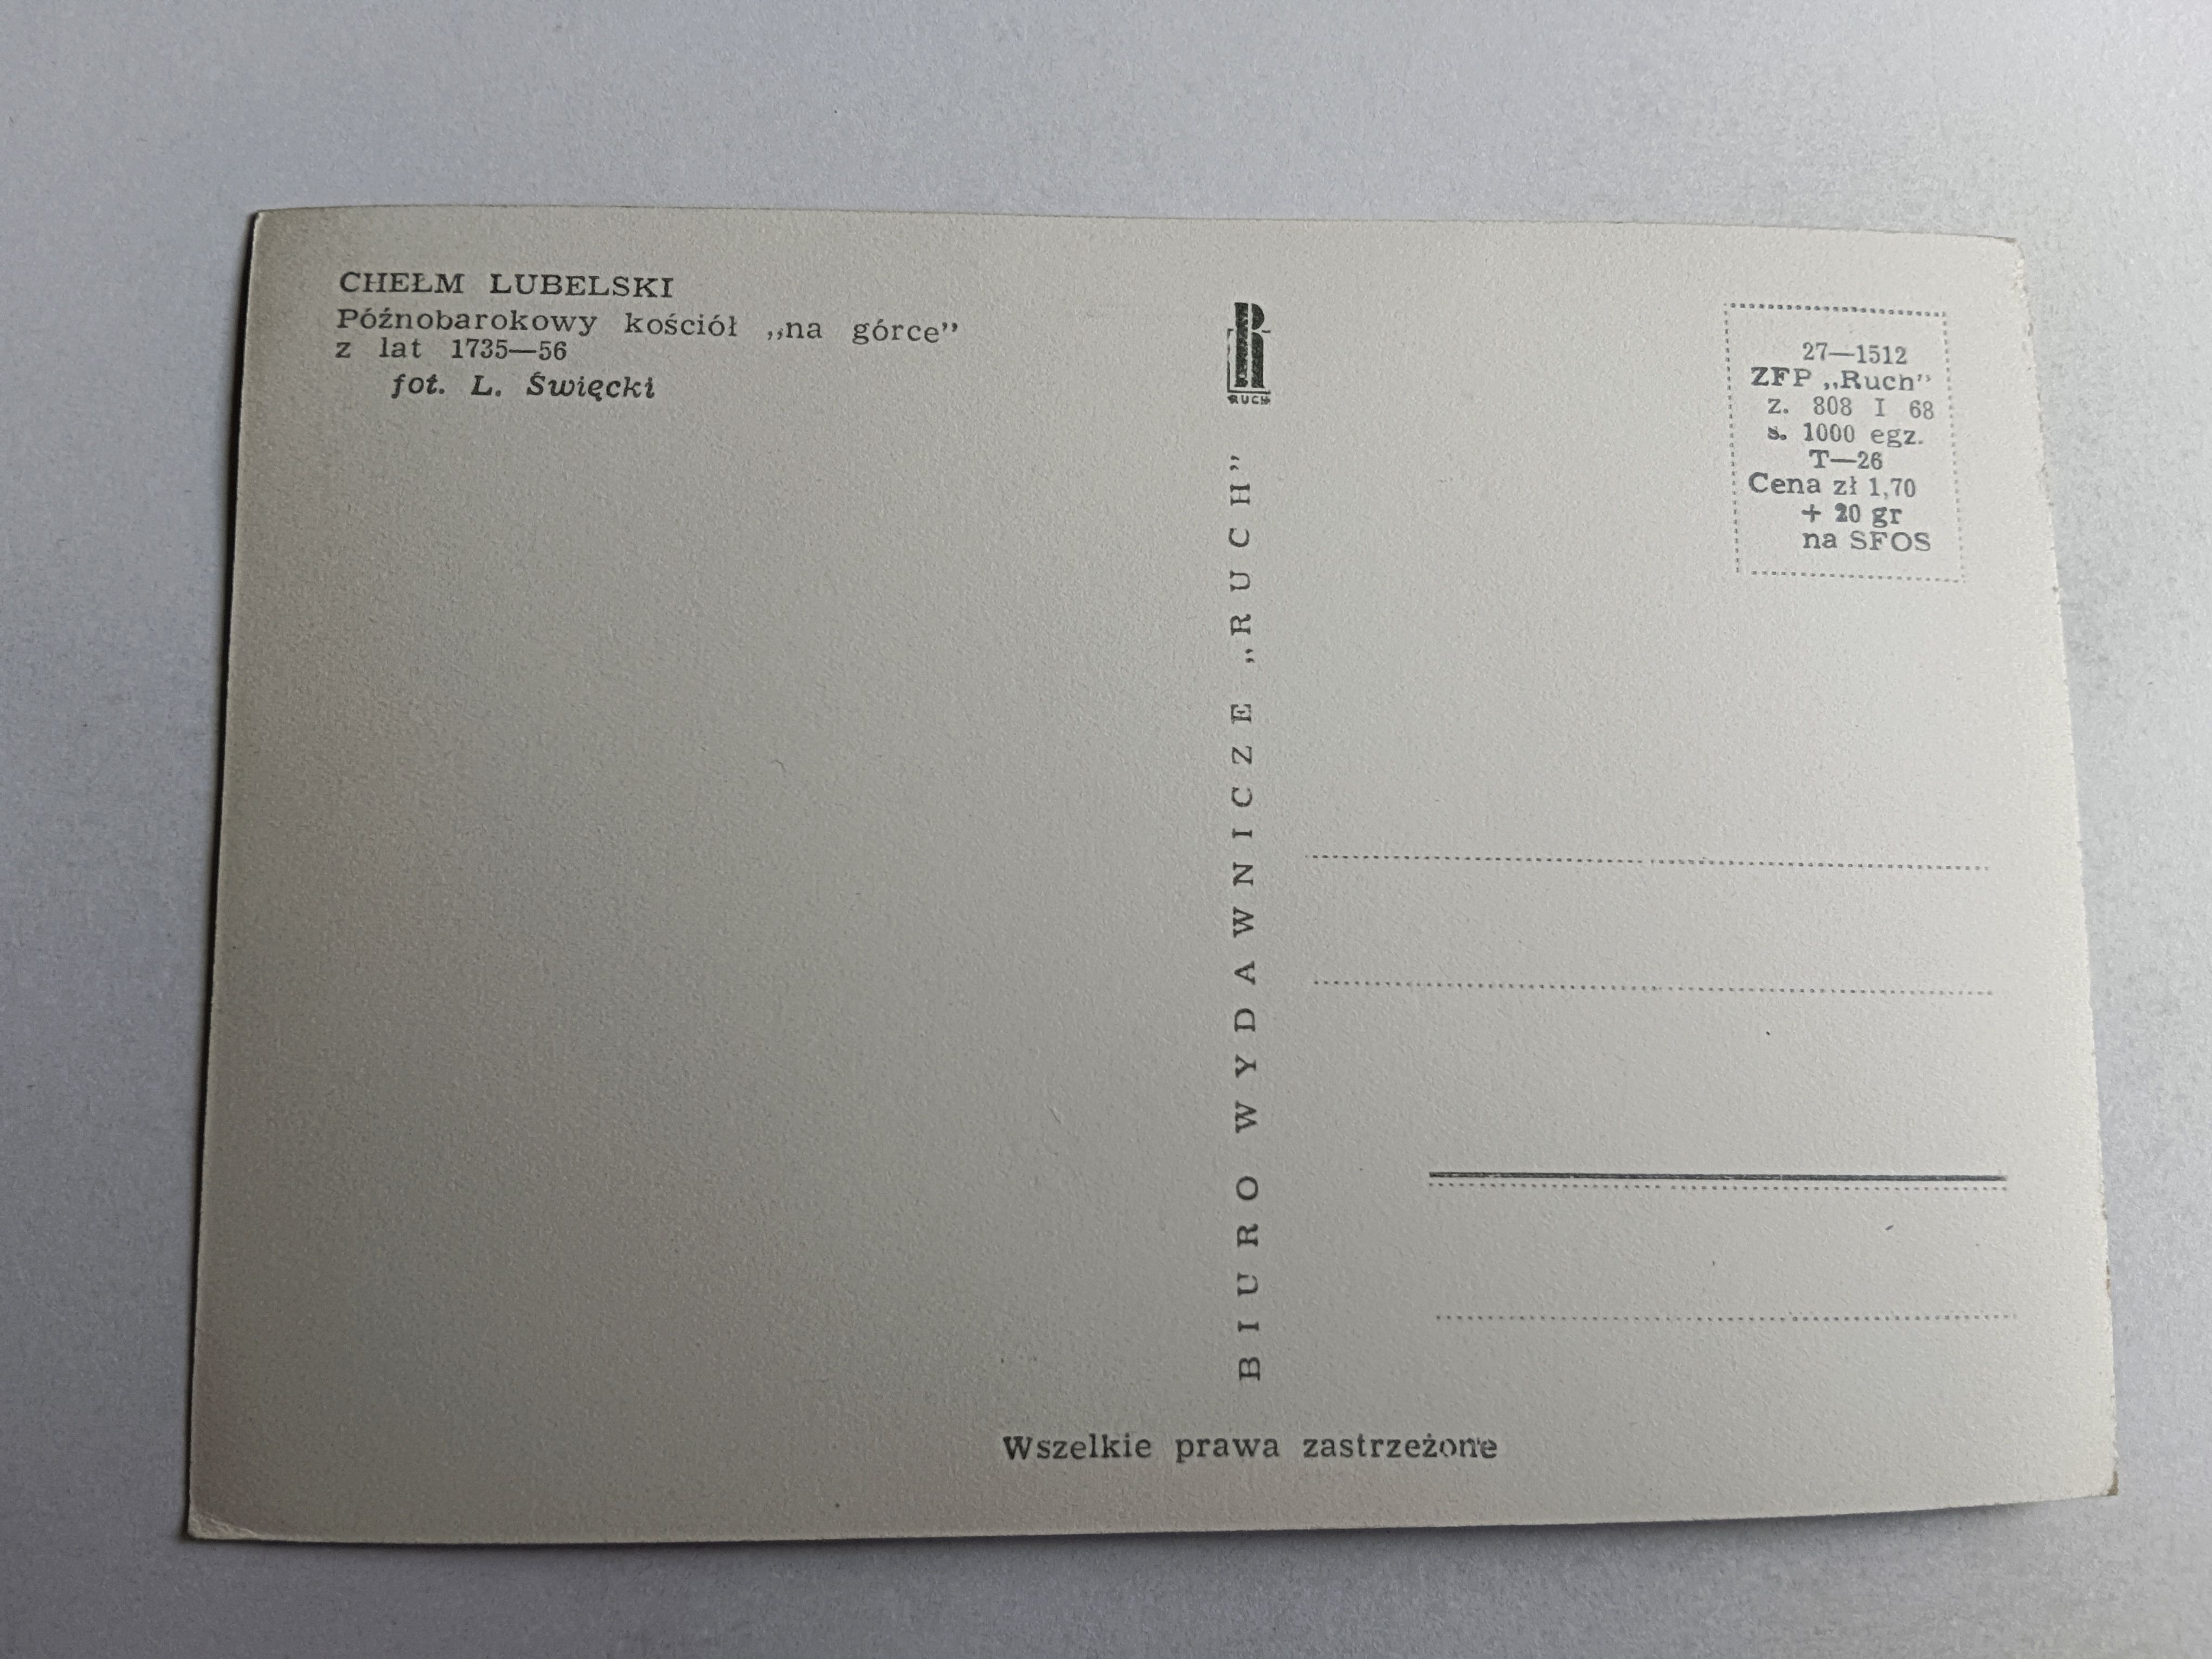 CHEŁM LUBELSKI
Późnobarokowy kościół „na górce”
z lat 1735—56
fot. L. Święcki
RUCH
BIURO WYDAWNICZE „RUCH”
27—1512
ZFP „Ruch”
z. 808 I 68
s. 1000 egz.
T—26
Cena zł 1,70
+ 20 gr
na SFOS
Wszelkie prawa zastrzeżone